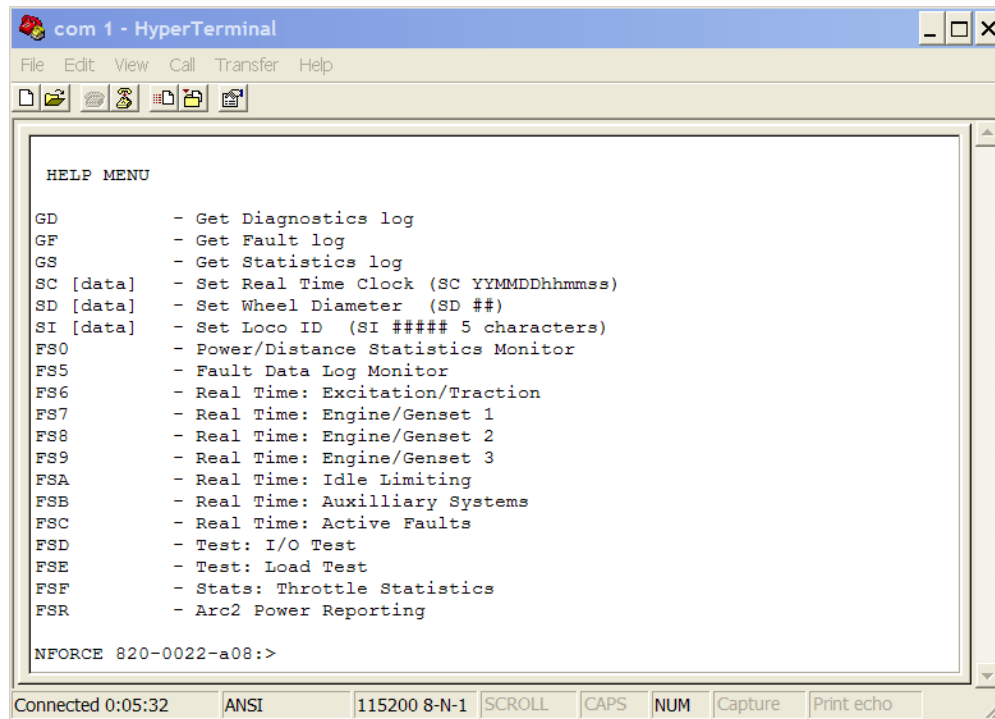 com 1 - HyperTerminal
File Edit View Call Transfer Help
HELP MENU
GD - Get Diagnostics log
GF - Get Fault log
GS - Get Statistics log
SC [data] - Set Real Time Clock (SC YYMMDDhhmmss)
SD [data] - Set Wheel Diameter (SD ##)
SI [data] - Set Loco ID (SI ##### 5 characters)
FS0 - Power/Distance Statistics Monitor
FS5 - Fault Data Log Monitor
FS6 - Real Time: Excitation/Traction
FS7 - Real Time: Engine/Genset 1
FS8 - Real Time: Engine/Genset 2
FS9 - Real Time: Engine/Genset 3
FSA - Real Time: Idle Limiting
FSB - Real Time: Auxilliary Systems
FSC - Real Time: Active Faults
FSD - Test: I/O Test
FSE - Test: Load Test
FSF - Stats: Throttle Statistics
FSR - Arc2 Power Reporting
NFORCE 820-0022-a08:>
Connected 0:05:32 ANSI 115200 8-N-1 SCROLL CAPS NUM Capture Print echo